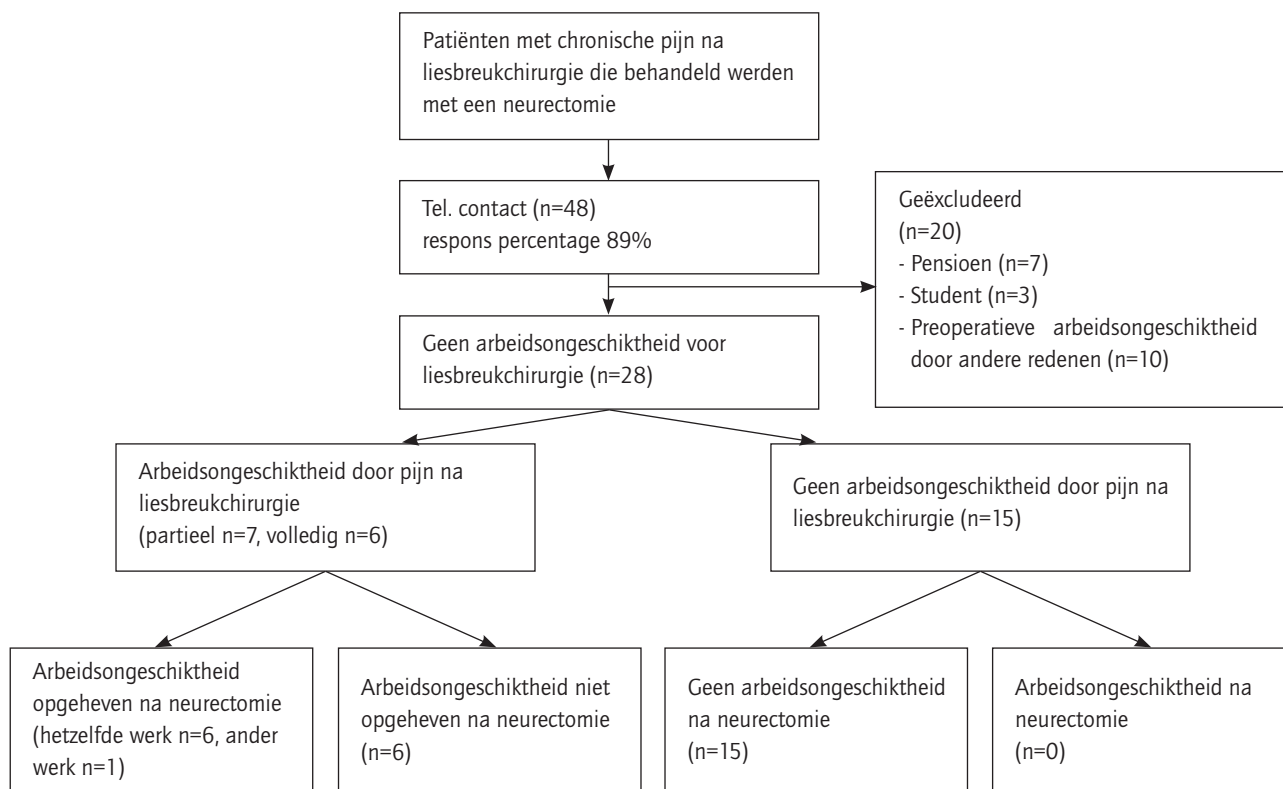 Patiënten met chronische pijn na
liesbreukchirurgie die behandeld werden
met een neurectomie
Tel. contact (n=48)
respons percentage 89%
Geëxcludeerd
(n=20)
- Pensioen (n=7)
- Student (n=3)
- Preoperatieve arbeidsongeschiktheid
door andere redenen (n=10)
Geen arbeidsongeschiktheid voor
liesbreukchirurgie (n=28)
Arbeidsongeschiktheid door pijn na
liesbreukchirurgie
(partieel n=7, volledig n=6)
Geen arbeidsongeschiktheid door pijn na
liesbreukchirurgie (n=15)
Arbeidsongeschiktheid
opgeheven na neurectomie
(hetzelfde werk n=6, ander
werk n=1)
Arbeidsongeschiktheid niet
opgeheven na neurectomie
(n=6)
Geen arbeidsongeschiktheid
na neurectomie
(n=15)
Arbeidsongeschiktheid na
neurectomie
(n=0)